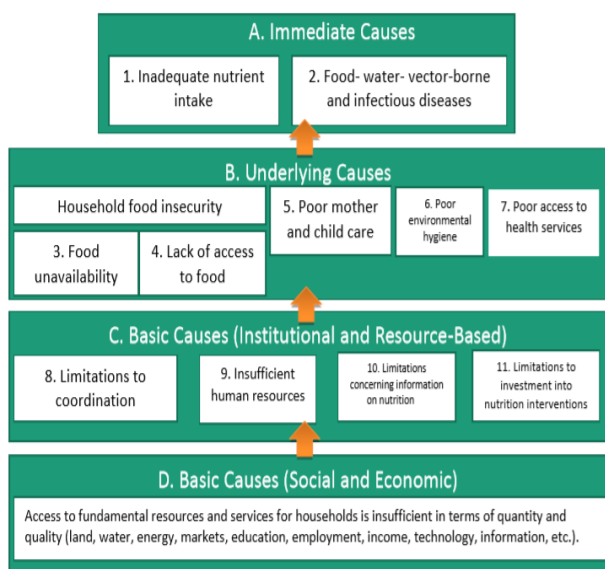 A. Immediate Causes
1. Inadequate nutrient
intake
2. Food- water- vector-borne
and infectious diseases
B. Underlying Causes
Household food insecurity
3. Food
unavailability
4. Lack of access
to food
5. Poor mother
and child care
6. Poor
environmental
hygiene
7. Poor access to
health services
C. Basic Causes (Institutional and Resource-Based)
8. Limitations to
coordination
9. Insufficient
human resources
10. Limitations
concerning information
on nutrition
11. Limitations to
investment into
nutrition interventions
D. Basic Causes (Social and Economic)
Access to fundamental resources and services for households is insufficient in terms of quantity and
quality (land, water, energy, markets, education, employment, income, technology, information, etc.).